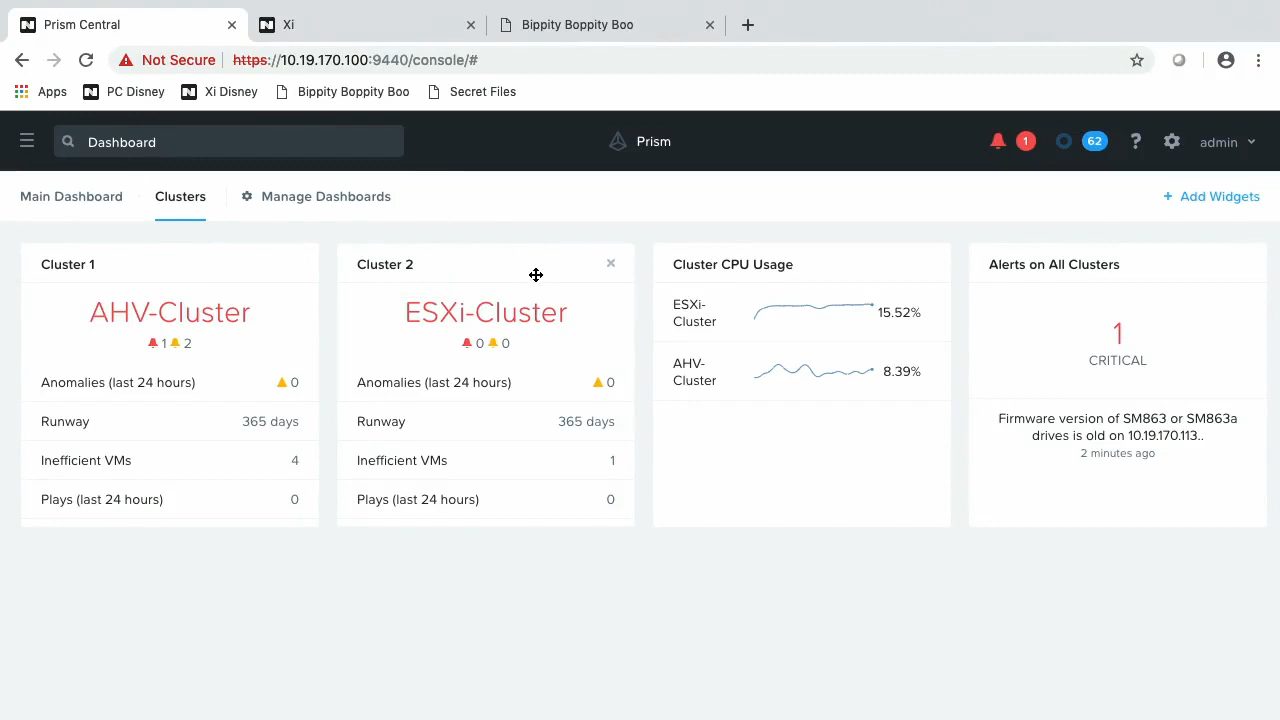 Prism Central
Xi
Bippity Boppity Boo
Not Secure https://10.19.170.100:9440/console/#
Apps PC Disney Xi Disney Bippity Boppity Boo Secret Files
Dashboard
Prism
1
62
?
admin
Main Dashboard
Clusters
Manage Dashboards
+ Add Widgets
Cluster 1
AHV-Cluster
1 2
Anomalies (last 24 hours) 0
Runway 365 days
Inefficient VMs 4
Plays (last 24 hours) 0
Cluster 2
ESXi-Cluster
0 0
Anomalies (last 24 hours) 0
Runway 365 days
Inefficient VMs 1
Plays (last 24 hours) 0
Cluster CPU Usage
ESXi-
Cluster
15.52%
AHV-
Cluster
8.39%
Alerts on All Clusters
1
CRITICAL
Firmware version of SM863 or SM863a
drives is old on 10.19.170.113..
2 minutes ago